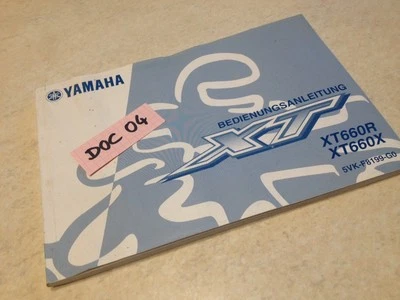 YAMAHA
DOC 04
BEDIENUNGSANLEITUNG
XT
XT660R
XT660X
5VK-F8199-G0